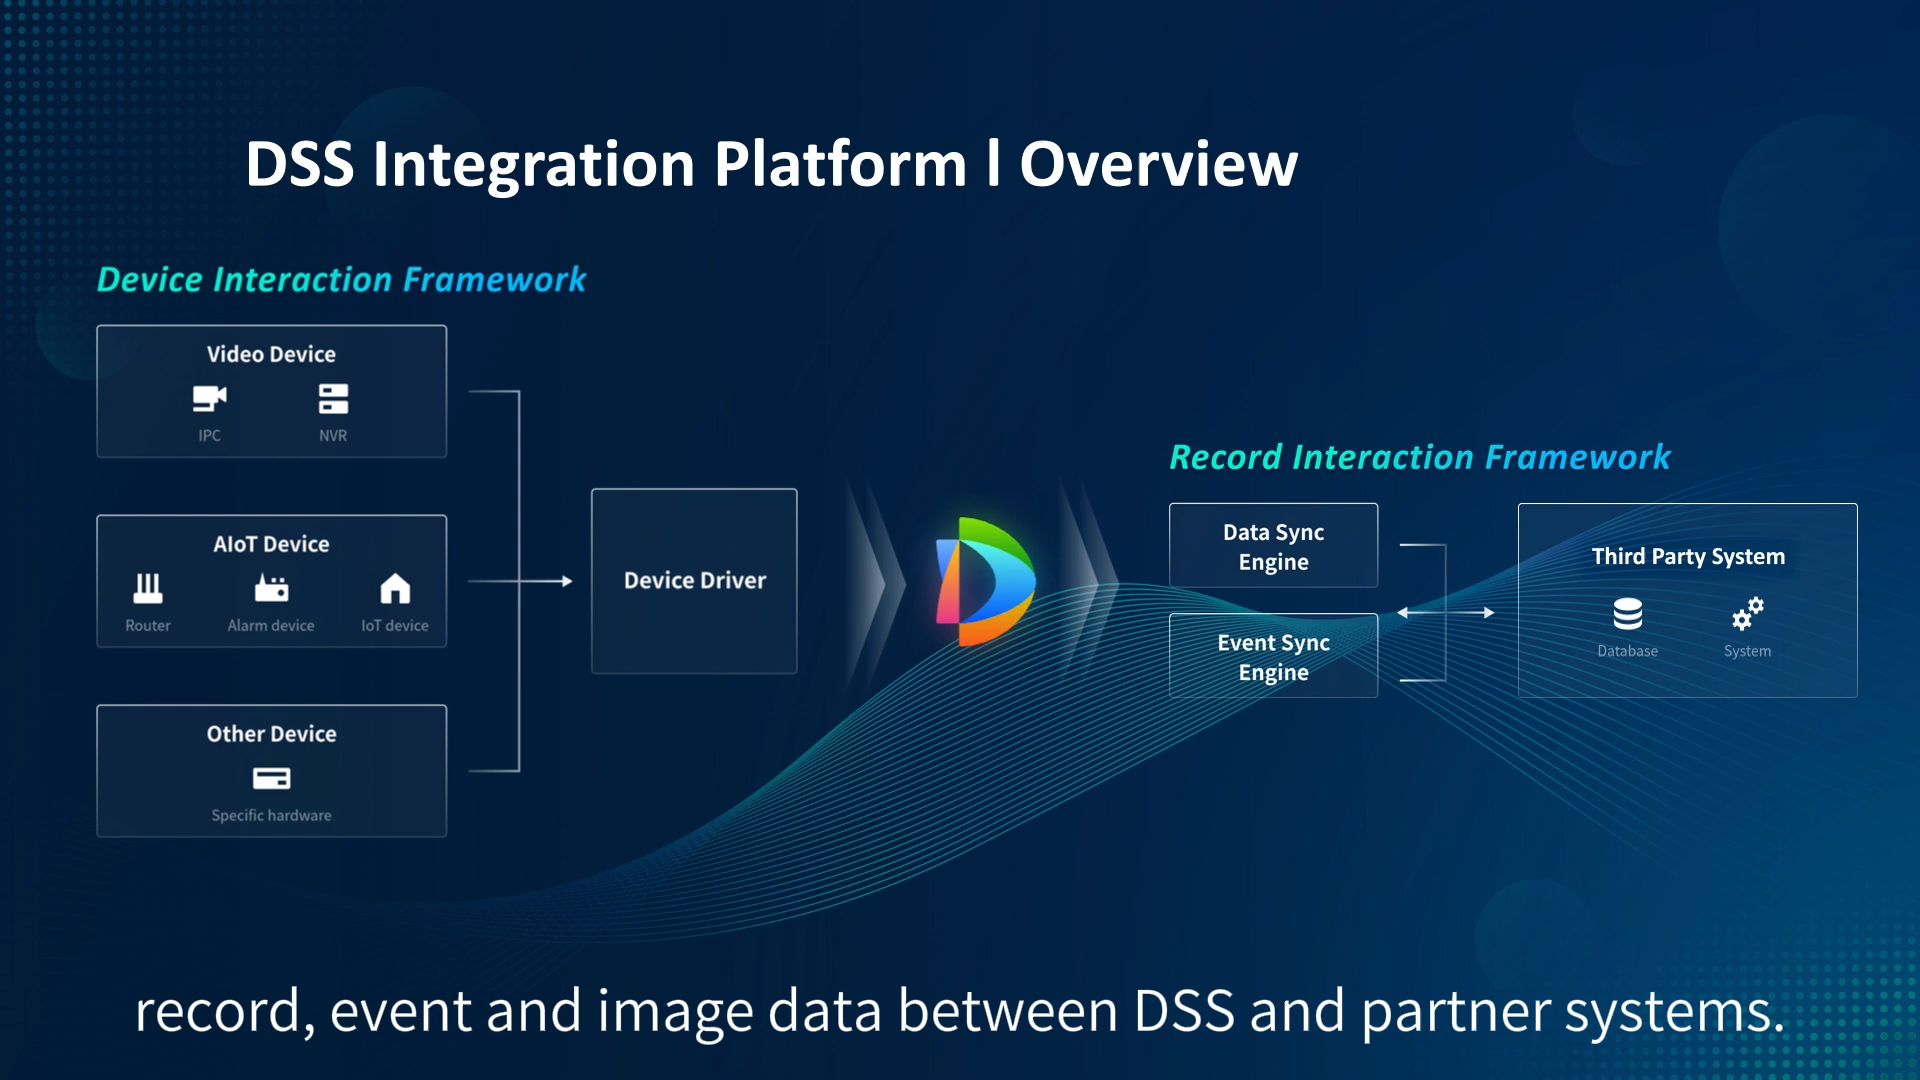 DSS Integration Platform l Overview
Device Interaction Framework
Video Device
IPC
NVR
AIoT Device
Router
Alarm device
IoT device
Other Device
Specific hardware
Device Driver
Record Interaction Framework
Data Sync
Engine
Event Sync
Engine
Third Party System
Database
System
record, event and image data between DSS and partner systems.